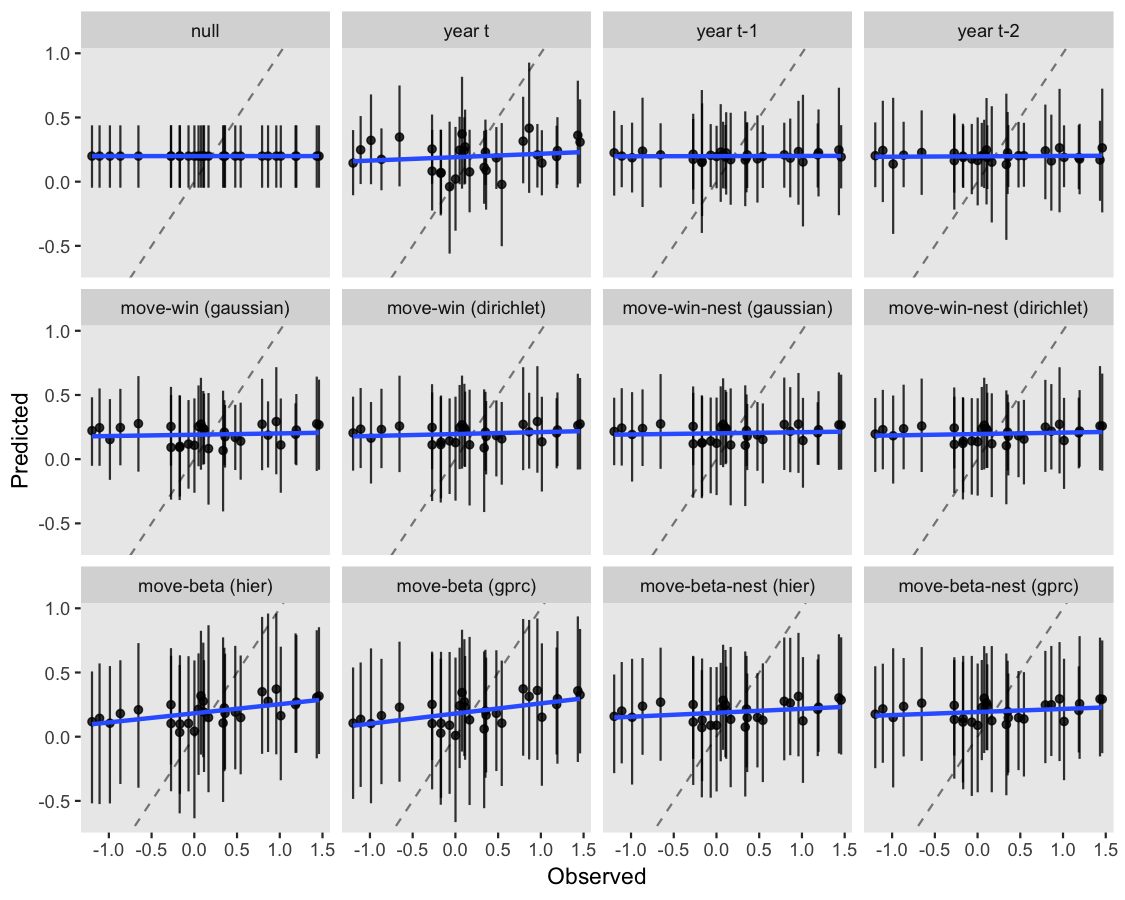 null year t year t-1 year t-2
1.0
0.5
0.0
-0.5
move-win (gaussian) move-win (dirichlet) move-win-nest (gaussian) move-win-nest (dirichlet)
1.0
0.5
0.0
-0.5
Predicted
move-beta (hier) move-beta (gprc) move-beta-nest (hier) move-beta-nest (gprc)
1.0
0.5
0.0
-0.5
-1.0 -0.5 0.0 0.5 1.0 1.5 -1.0 -0.5 0.0 0.5 1.0 1.5 -1.0 -0.5 0.0 0.5 1.0 1.5 -1.0 -0.5 0.0 0.5 1.0 1.5
Observed